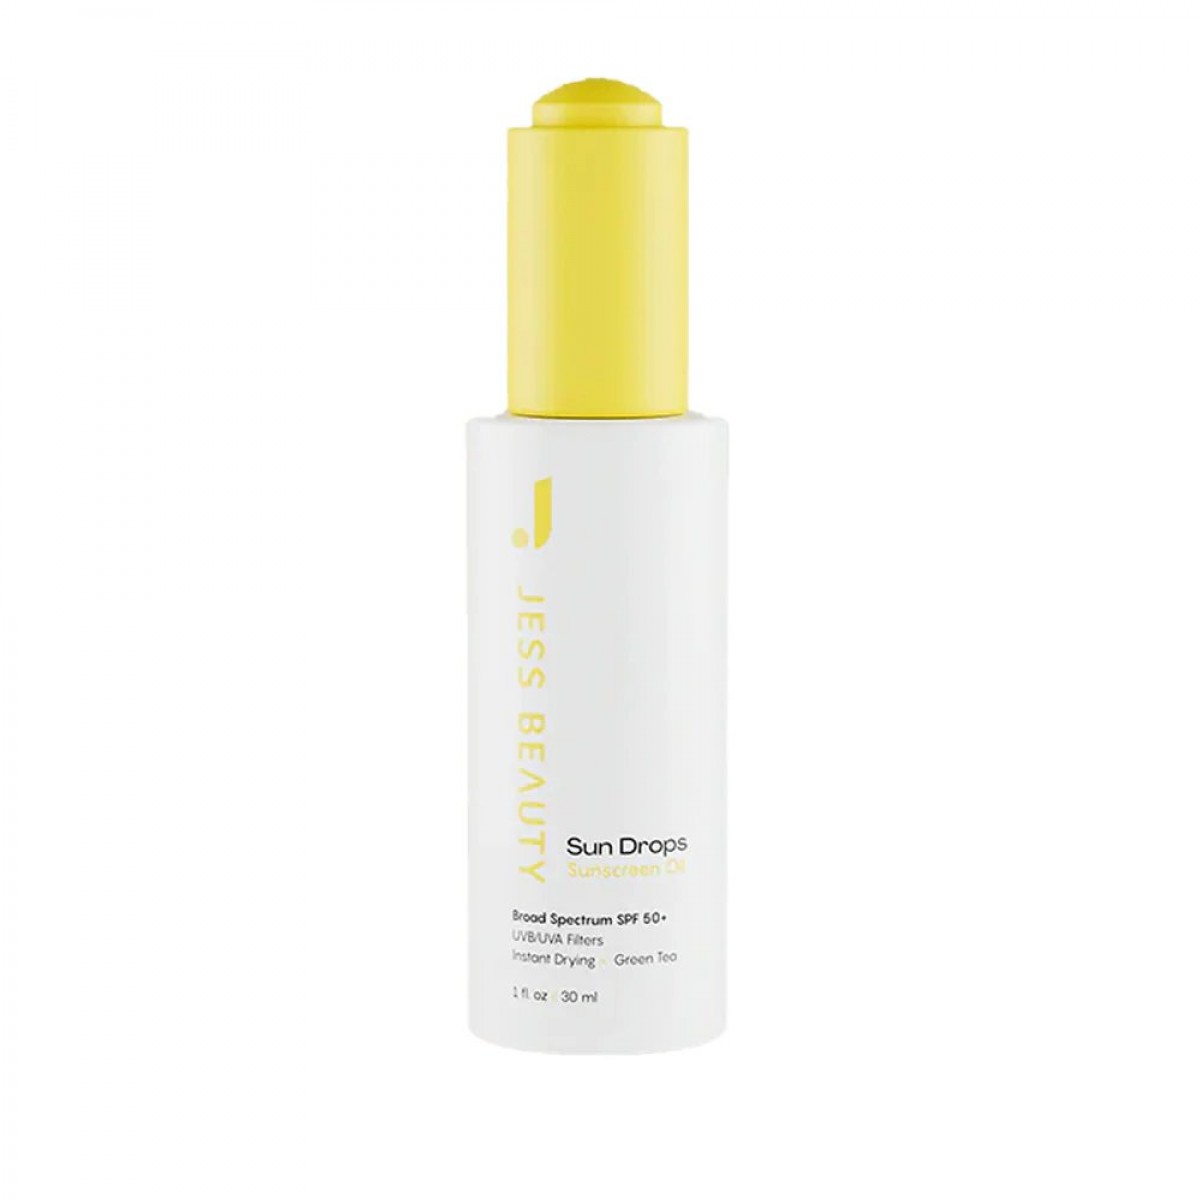 JESS BEAUTY
Sun Drops
Sunscreen Oil
Broad Spectrum SPF 50+
UVB/UVA Filters
Instant Drying • Green Tea
1 fl. oz / 30 ml